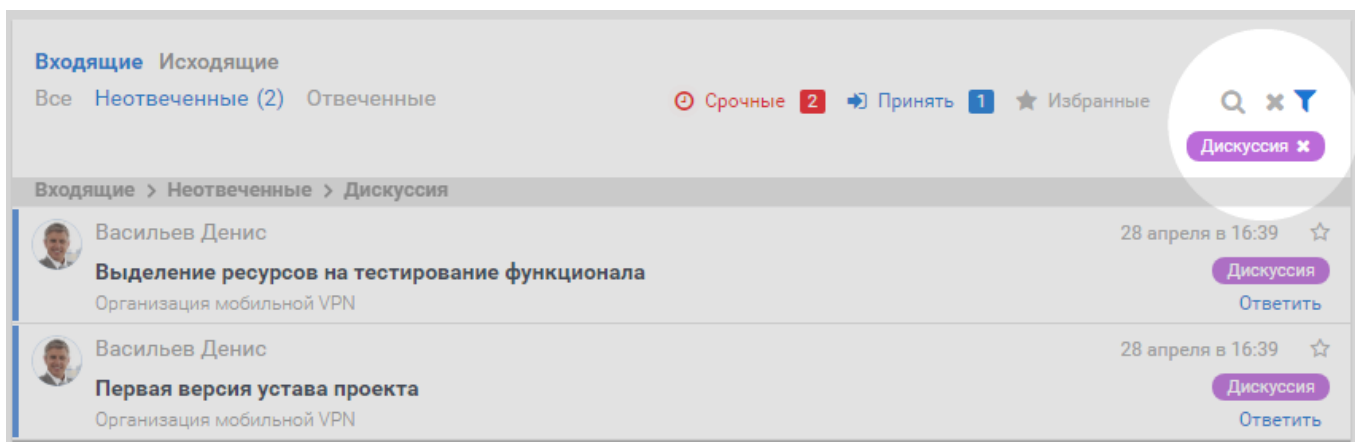 Входящие Исходящие
Все Неотвеченные (2) Отвеченные Срочные 2 Принять 1 Избранные
Дискуссия
Входящие > Неотвеченные > Дискуссия
Васильев Денис 28 апреля в 16:39
Выделение ресурсов на тестирование функционала Дискуссия
Организация мобильной VPN Ответить
Васильев Денис 28 апреля в 16:39
Первая версия устава проекта Дискуссия
Организация мобильной VPN Ответить